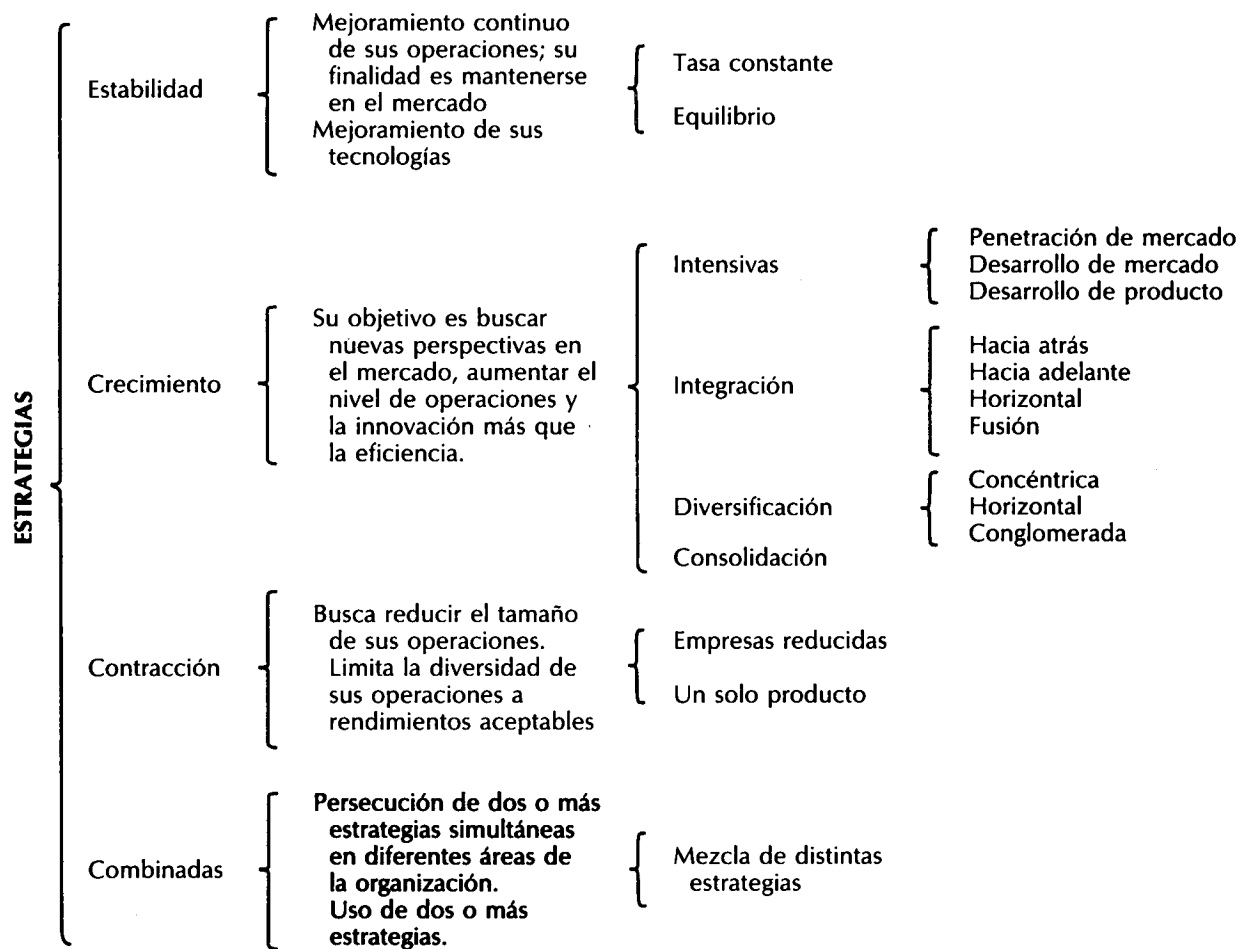 ESTRATEGIAS
Estabilidad
Mejoramiento continuo
de sus operaciones; su
finalidad es mantenerse
en el mercado
Mejoramiento de sus
tecnologías
Tasa constante
Equilibrio
Crecimiento
Su objetivo es buscar
nuevas perspectivas en
el mercado, aumentar el
nivel de operaciones y
la innovación más que
la eficiencia.
Intensivas
Penetración de mercado
Desarrollo de mercado
Desarrollo de producto
Integración
Hacia atrás
Hacia adelante
Horizontal
Fusión
Diversificación
Concéntrica
Horizontal
Conglomerada
Consolidación
Contracción
Busca reducir el tamaño
de sus operaciones.
Limita la diversidad de
sus operaciones a
rendimientos aceptables
Empresas reducidas
Un solo producto
Combinadas
Persecución de dos o más
estrategias simultáneas
en diferentes áreas de
la organización.
Uso de dos o más
estrategias.
Mezcla de distintas
estrategias